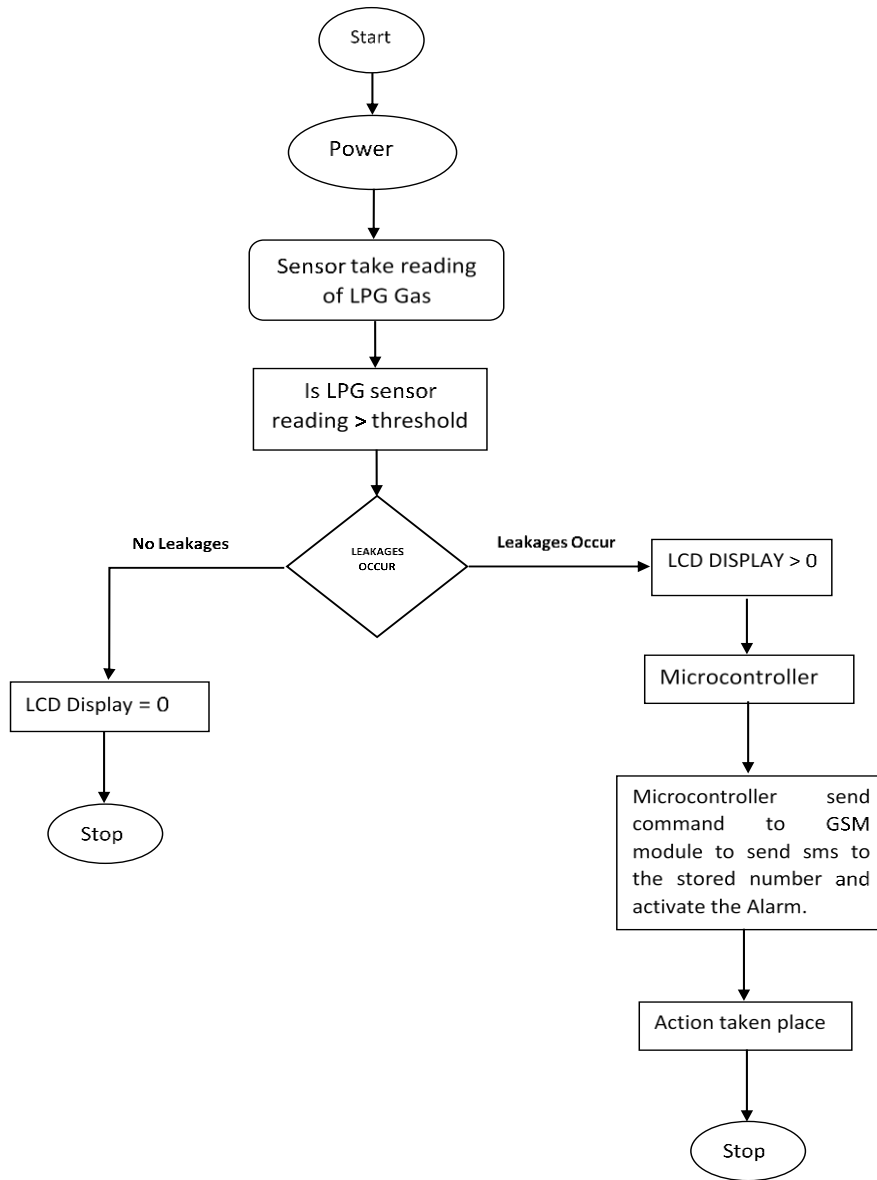 Start
Power
Sensor take reading
of LPG Gas
Is LPG sensor
reading > threshold
No Leakages
LEAKAGES
OCCUR
Leakages Occur
LCD DISPLAY > 0
LCD Display = 0
Stop
Microcontroller
Microcontroller send
command to GSM
module to send sms to
the stored number and
activate the Alarm.
Action taken place
Stop